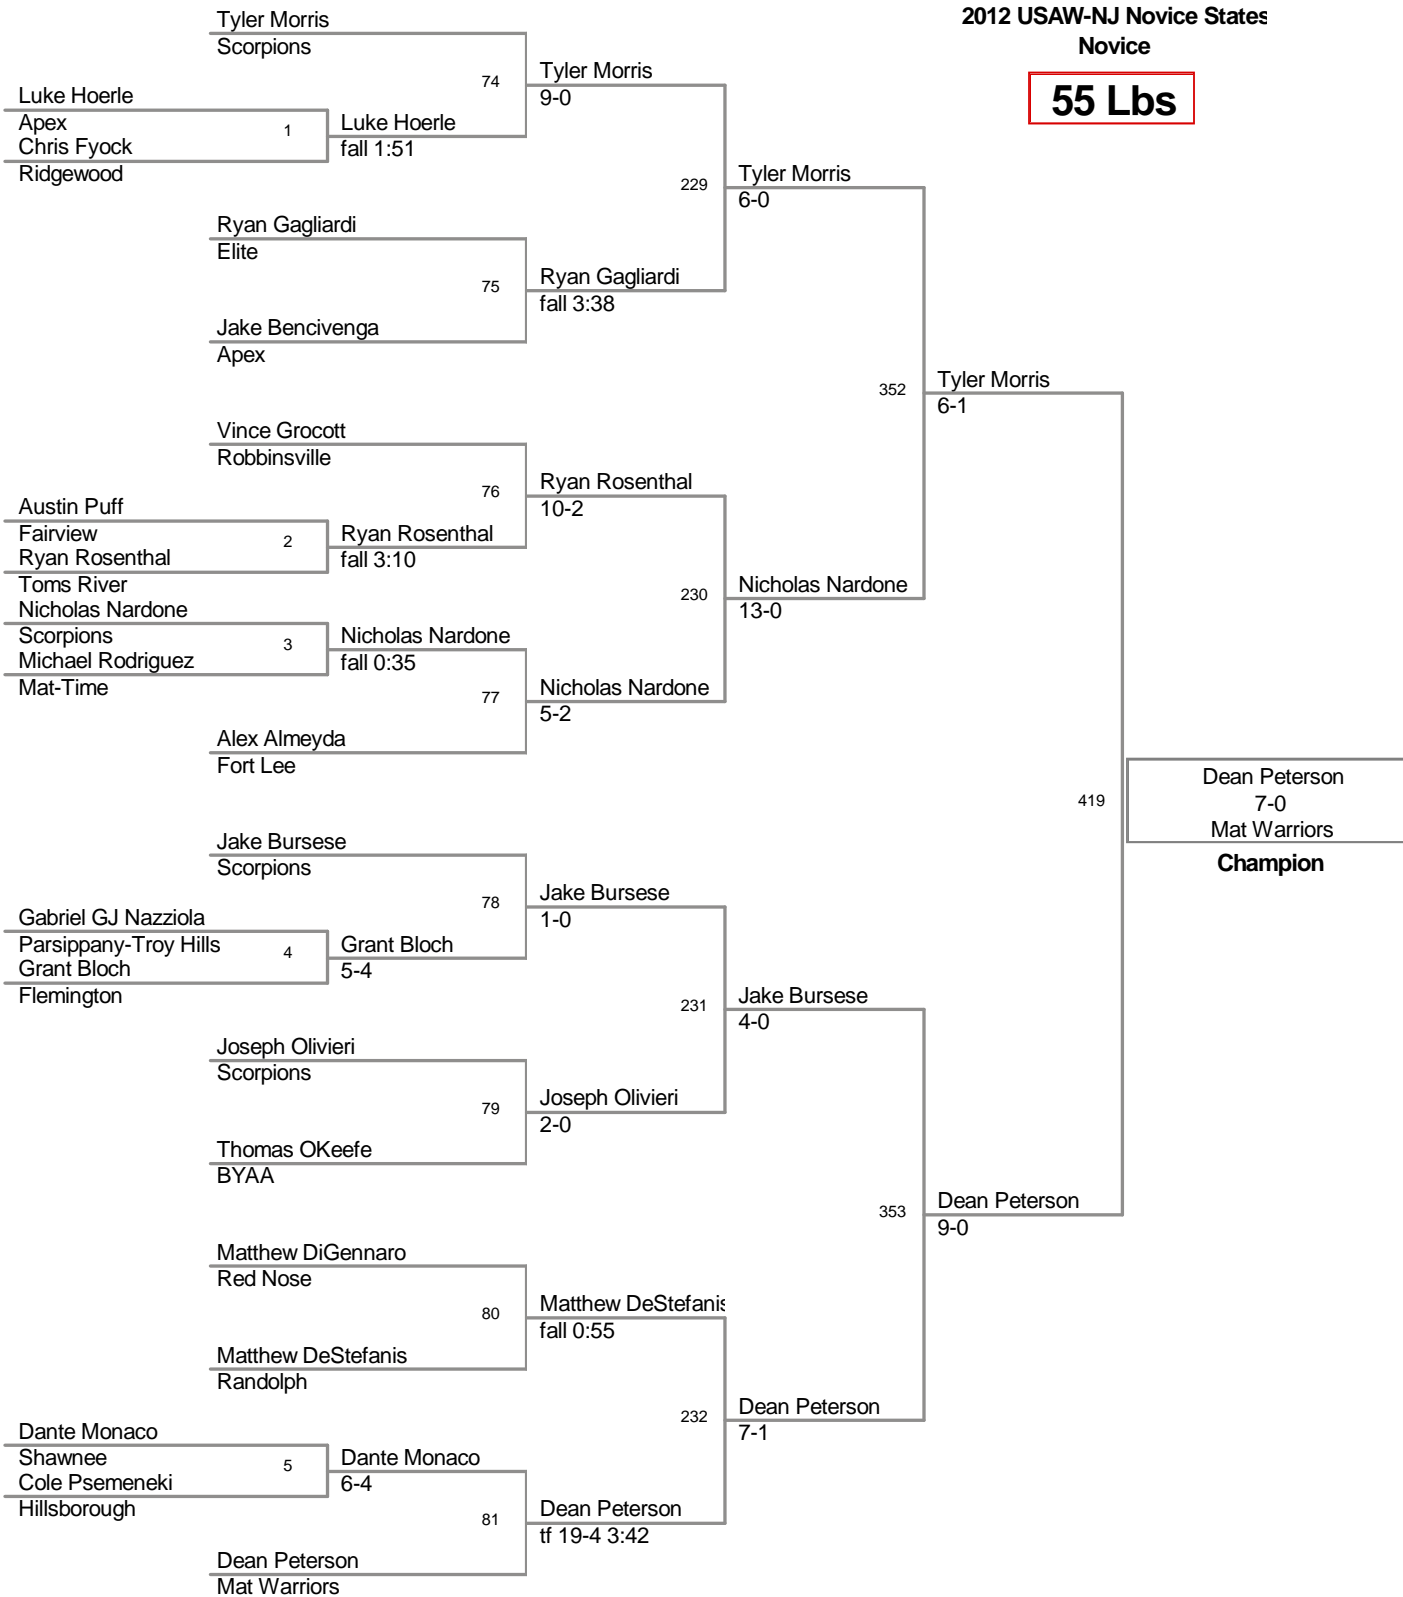 2012 USAW-NJ Novice States
Novice
55 Lbs
Tyler Morris
Scorpions
74
Tyler Morris
9-0
Luke Hoerle
Apex
1
Chris Fyock
Ridgewood
Luke Hoerle
fall 1:51
229
Tyler Morris
6-0
Ryan Gagliardi
Elite
75
Ryan Gagliardi
fall 3:38
Jake Bencivenga
Apex
352
Tyler Morris
6-1
Vince Grocott
Robbinsville
76
Ryan Rosenthal
10-2
Austin Puff
Fairview
2
Ryan Rosenthal
Toms River
Ryan Rosenthal
fall 3:10
230
Nicholas Nardone
13-0
Nicholas Nardone
Scorpions
3
Michael Rodriguez
Mat-Time
Nicholas Nardone
fall 0:35
77
Nicholas Nardone
5-2
Alex Almeyda
Fort Lee
419
Dean Peterson
7-0
Mat Warriors
Champion
Jake Bursese
Scorpions
78
Jake Bursese
1-0
Gabriel GJ Nazziola
Parsippany-Troy Hills
4
Grant Bloch
Flemington
Grant Bloch
5-4
231
Jake Bursese
4-0
Joseph Olivieri
Scorpions
79
Joseph Olivieri
2-0
Thomas OKeefe
BYAA
353
Dean Peterson
9-0
Matthew DiGennaro
Red Nose
80
Matthew DeStefanis
fall 0:55
Matthew DeStefanis
Randolph
232
Dean Peterson
7-1
Dante Monaco
Shawnee
5
Cole Psemeneki
Hillsborough
Dante Monaco
6-4
81
Dean Peterson
tf 19-4 3:42
Dean Peterson
Mat Warriors